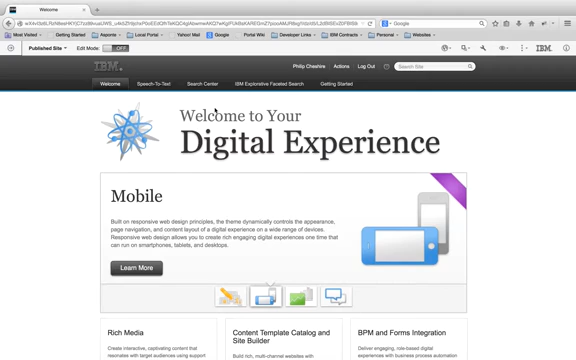 Welcome
Google
Most Visited
Getting Started
Apponte
Local Portal
Yahoo! Mail
Google
Portal Wiki
Developer Links
IBM Contracts
Personal
Websites
Published Site
Edit Mode:
OFF
IBM
IBM
Philip Cheshire
Actions
Log Out
Search Site
Welcome
Speech-To-Text
Search Center
IBM Explorative Faceted Search
Getting Started
Welcome to Your
Digital Experience
Mobile
Built on responsive web design principles, the theme dynamically controls the appearance,
page navigation, and content layout of a digital experience on a wide range of devices.
Responsive web design allows you to create rich engaging digital experiences one time that
can run on smartphones, tablets, and desktops.
Learn More
Rich Media
Create interactive, captivating content that
resonates with target audiences using support
Content Template Catalog and
Site Builder
Build rich, multi-channel websites with
BPM and Forms Integration
Deliver engaging, role-based digital
experiences with business process automation